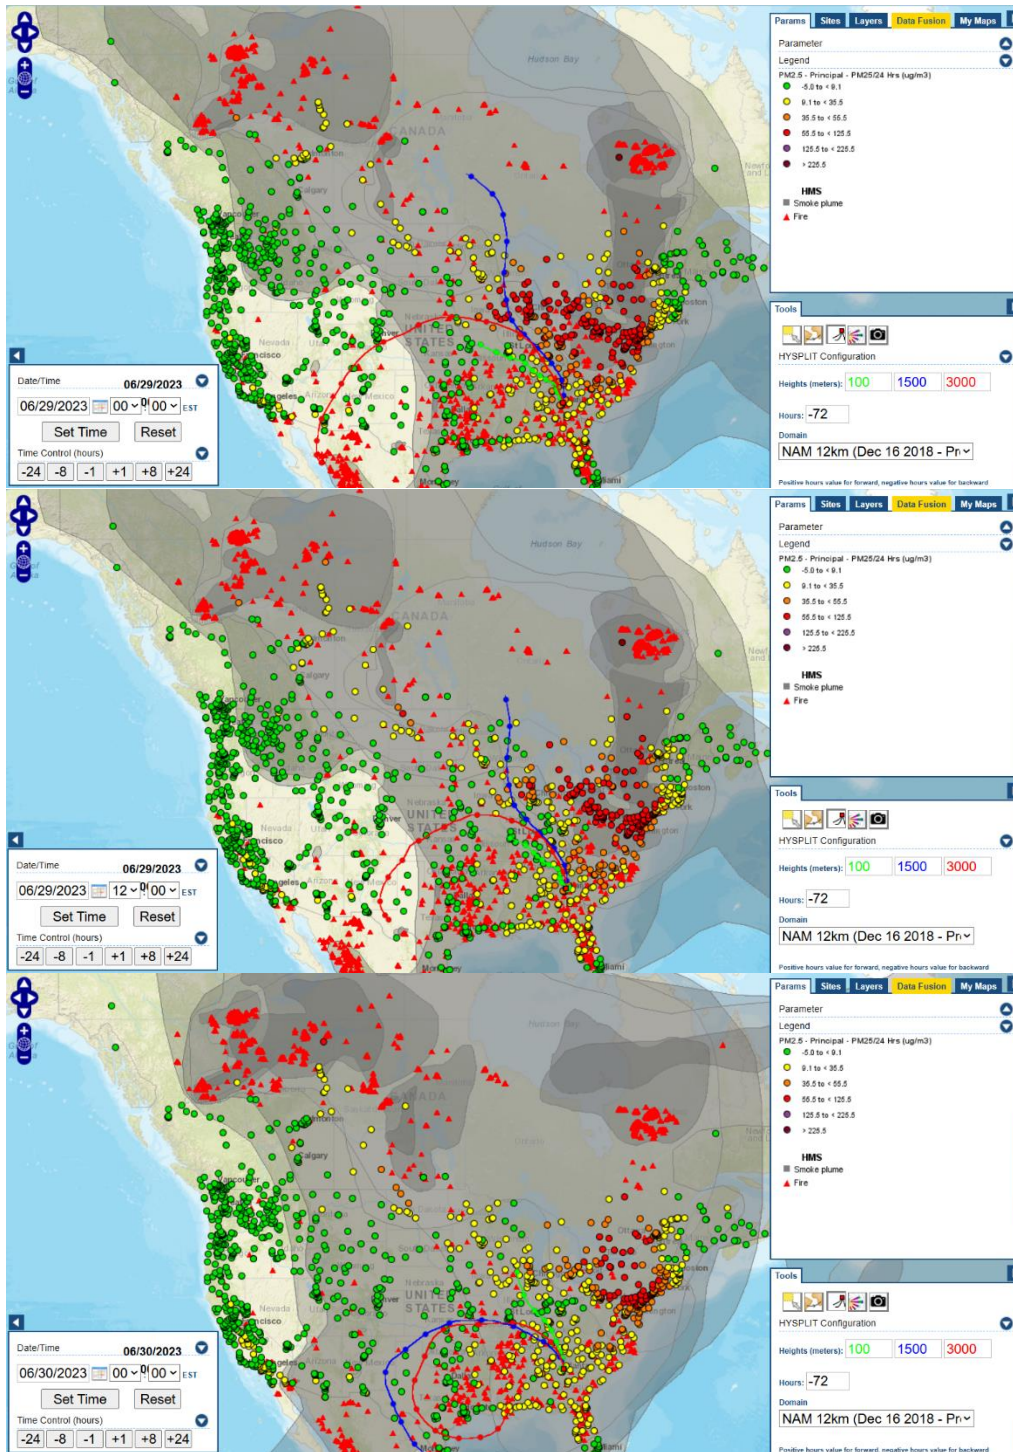 Params Sites Layers Data Fusion My Maps
Parameter
Legend
PM2.5 - Principal - PM25/24 Hrs (ug/m3)
-5.0 to < 9.1
9.1 to < 35.5
35.5 to < 55.5
55.5 to < 125.5
125.5 to < 225.5
> 225.5
HMS
Smoke plume
Fire
Hudson Bay
CANADA
Calgary
Nebraska
UNITED
STATES
Nevada
Denver
Arizona
Tools
HYSPLIT Configuration
Heights (meters): 100 1500 3000
Hours: -72
Domain
NAM 12km (Dec 16 2018 - Pr
Positive hours value for forward, negative hours value for backward
Date/Time 06/29/2023
06/29/2023 00 : 00 EST
Set Time Reset
Time Control (hours)
-24 -8 -1 +1 +8 +24
Params Sites Layers Data Fusion My Maps
Parameter
Legend
PM2.5 - Principal - PM25/24 Hrs (ug/m3)
-5.0 to < 9.1
9.1 to < 35.5
35.5 to < 55.5
55.5 to < 125.5
125.5 to < 225.5
> 225.5
HMS
Smoke plume
Fire
Hudson Bay
CANADA
Nebraska
UNITED
STATES
Nevada
Arizona
Tools
HYSPLIT Configuration
Heights (meters): 100 1500 3000
Hours: -72
Domain
NAM 12km (Dec 16 2018 - Pr
Positive hours value for forward, negative hours value for backward
Date/Time 06/29/2023
06/29/2023 12 : 00 EST
Set Time Reset
Time Control (hours)
-24 -8 -1 +1 +8 +24
Params Sites Layers Data Fusion My Maps
Parameter
Legend
PM2.5 - Principal - PM25/24 Hrs (ug/m3)
-5.0 to < 9.1
9.1 to < 35.5
35.5 to < 55.5
55.5 to < 125.5
125.5 to < 225.5
> 225.5
HMS
Smoke plume
Fire
Hudson Bay
CANADA
Calgary
Nebraska
STATES
Nevada
Tools
HYSPLIT Configuration
Heights (meters): 100 1500 3000
Hours: -72
Domain
NAM 12km (Dec 16 2018 - Pr
Positive hours value for forward, negative hours value for backward
Date/Time 06/30/2023
06/30/2023 00 : 00 EST
Set Time Reset
Time Control (hours)
-24 -8 -1 +1 +8 +24